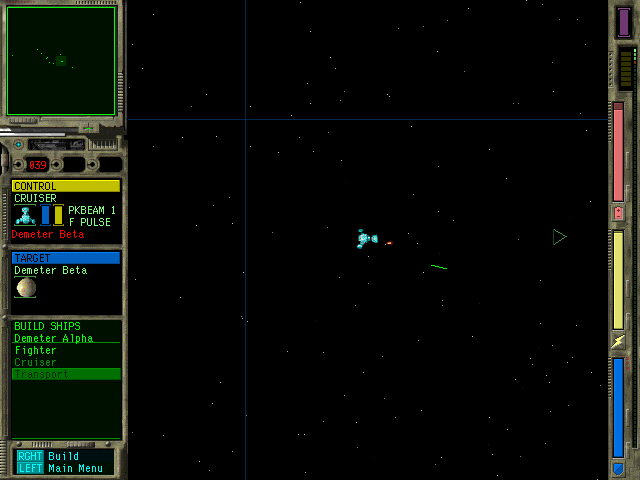 039
CONTROL
CRUISER
PKBEAM 1
F PULSE
Demeter Beta
TARGET
Demeter Beta
BUILD SHIPS
Demeter Alpha
Fighter
Cruiser
Transport
RGHT Build
LEFT Main Menu